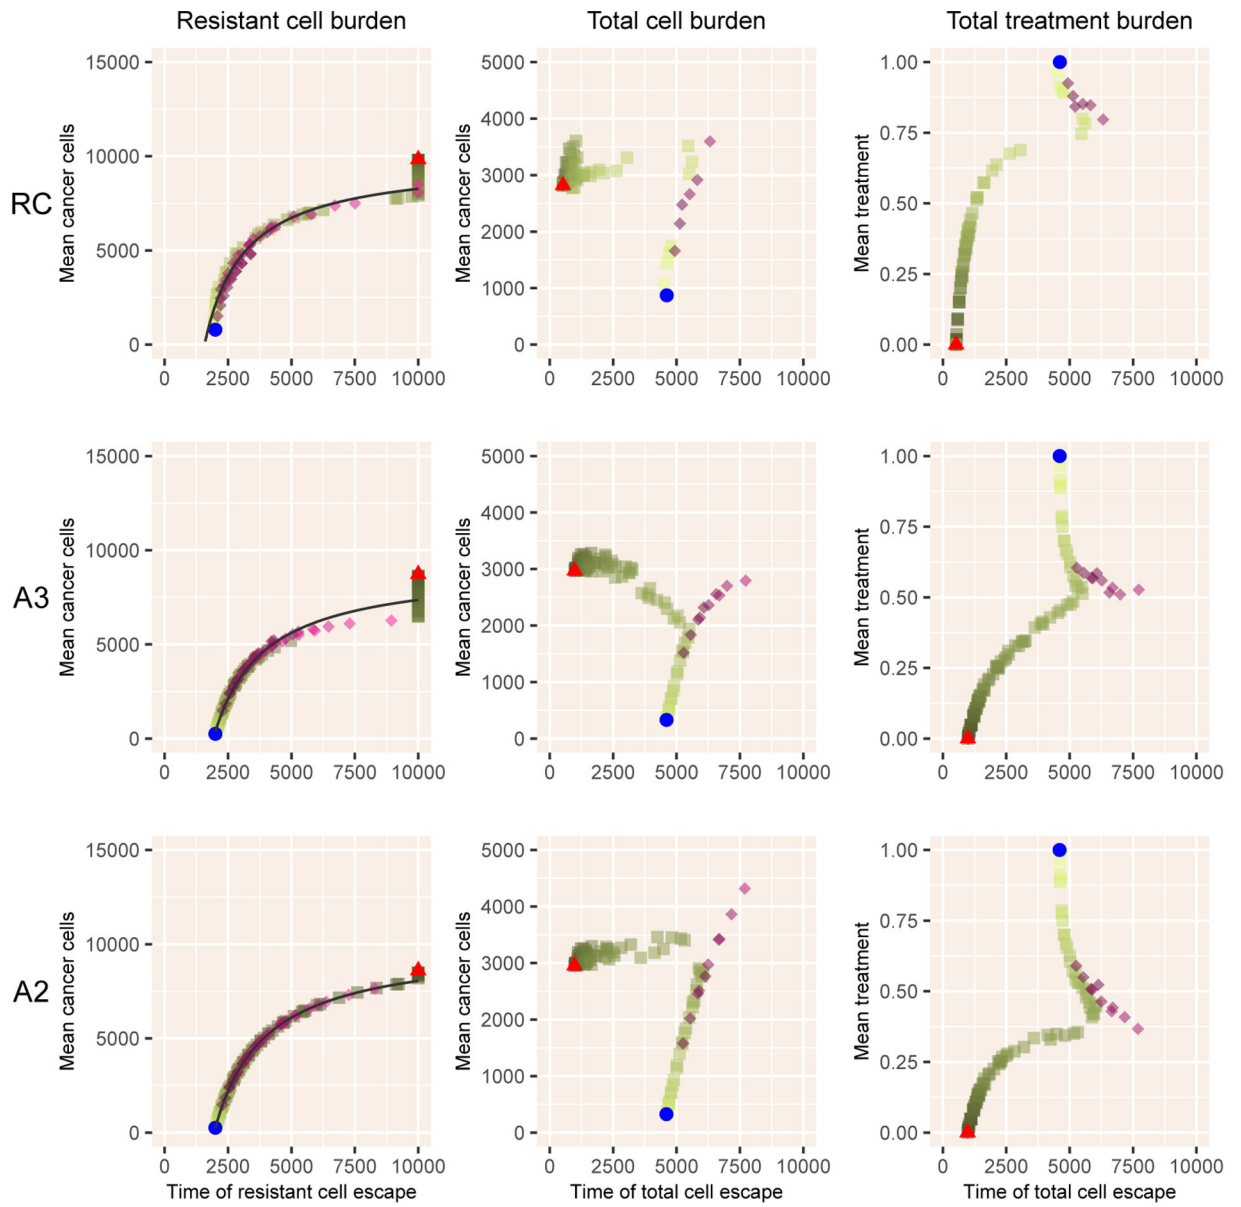 Resistant cell burden Total cell burden Total treatment burden
RC
Mean cancer cells
15000
10000
5000
0
0 2500 5000 7500 10000
Mean cancer cells
5000
4000
3000
2000
1000
0
0 2500 5000 7500 10000
Mean treatment
1.00
0.75
0.50
0.25
0.00
0 2500 5000 7500 10000
A3
Mean cancer cells
15000
10000
5000
0
0 2500 5000 7500 10000
Mean cancer cells
5000
4000
3000
2000
1000
0
0 2500 5000 7500 10000
Mean treatment
1.00
0.75
0.50
0.25
0.00
0 2500 5000 7500 10000
A2
Mean cancer cells
15000
10000
5000
0
0 2500 5000 7500 10000
Time of resistant cell escape
Mean cancer cells
5000
4000
3000
2000
1000
0
0 2500 5000 7500 10000
Time of total cell escape
Mean treatment
1.00
0.75
0.50
0.25
0.00
0 2500 5000 7500 10000
Time of total cell escape